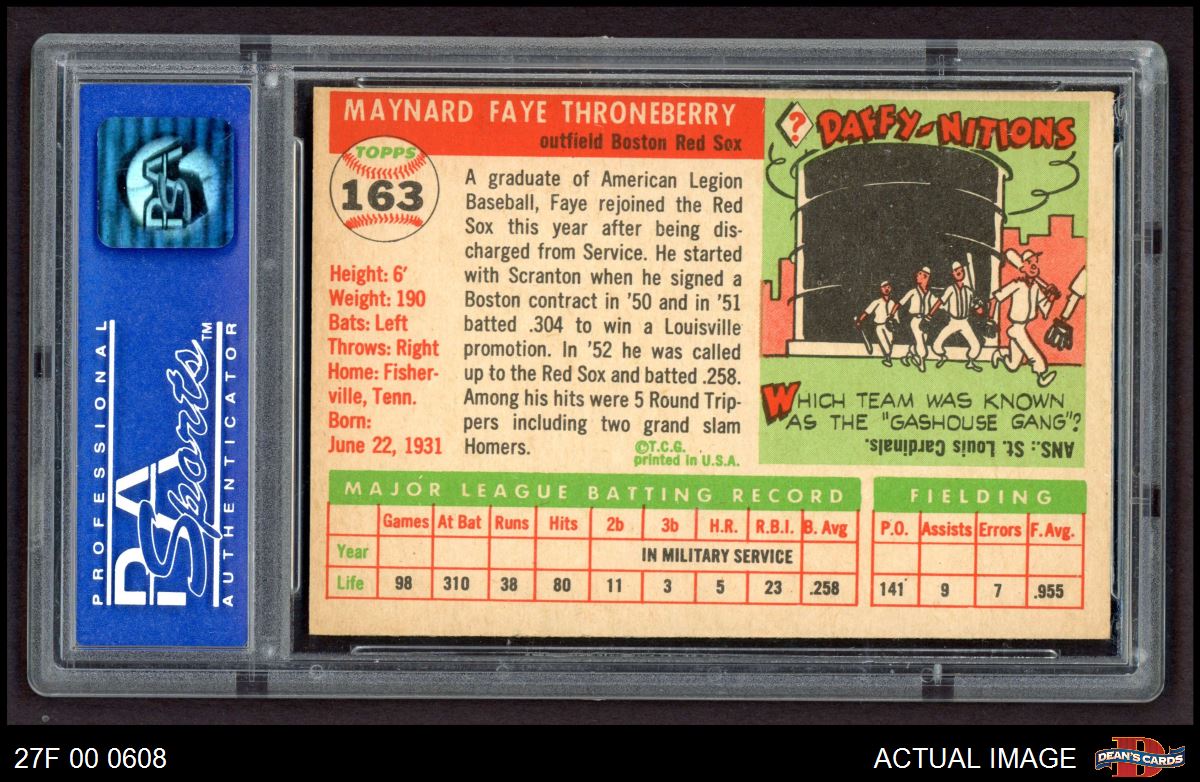 PSA
PROFESSIONAL
PSA
Sports™
AUTHENTICATOR
MAYNARD FAYE THRONEBERRY
outfield Boston Red Sox
TOPPS
163
Height: 6'
Weight: 190
Bats: Left
Throws: Right
Home: Fisher-
ville, Tenn.
Born:
June 22, 1931
A graduate of American Legion
Baseball, Faye rejoined the Red
Sox this year after being dis-
charged from Service. He started
with Scranton when he signed a
Boston contract in '50 and in '51
batted .304 to win a Louisville
promotion. In '52 he was called
up to the Red Sox and batted .258.
Among his hits were 5 Round Trip-
pers including two grand slam
Homers.
©T.C.G.
printed in U.S.A.
?
DAFFY-NITIONS
WHICH TEAM WAS KNOWN
AS THE "GASHOUSE GANG"?
ANS.: St. Louis Cardinals.
MAJOR LEAGUE BATTING RECORD
Games At Bat Runs Hits 2b 3b H.R. R.B.I. B. Avg
Year IN MILITARY SERVICE
Life 98 310 38 80 11 3 5 23 .258
FIELDING
P.O. Assists Errors F. Avg.
141 9 7 .955
27F 00 0608
ACTUAL IMAGE
D
DEAN'S CARDS